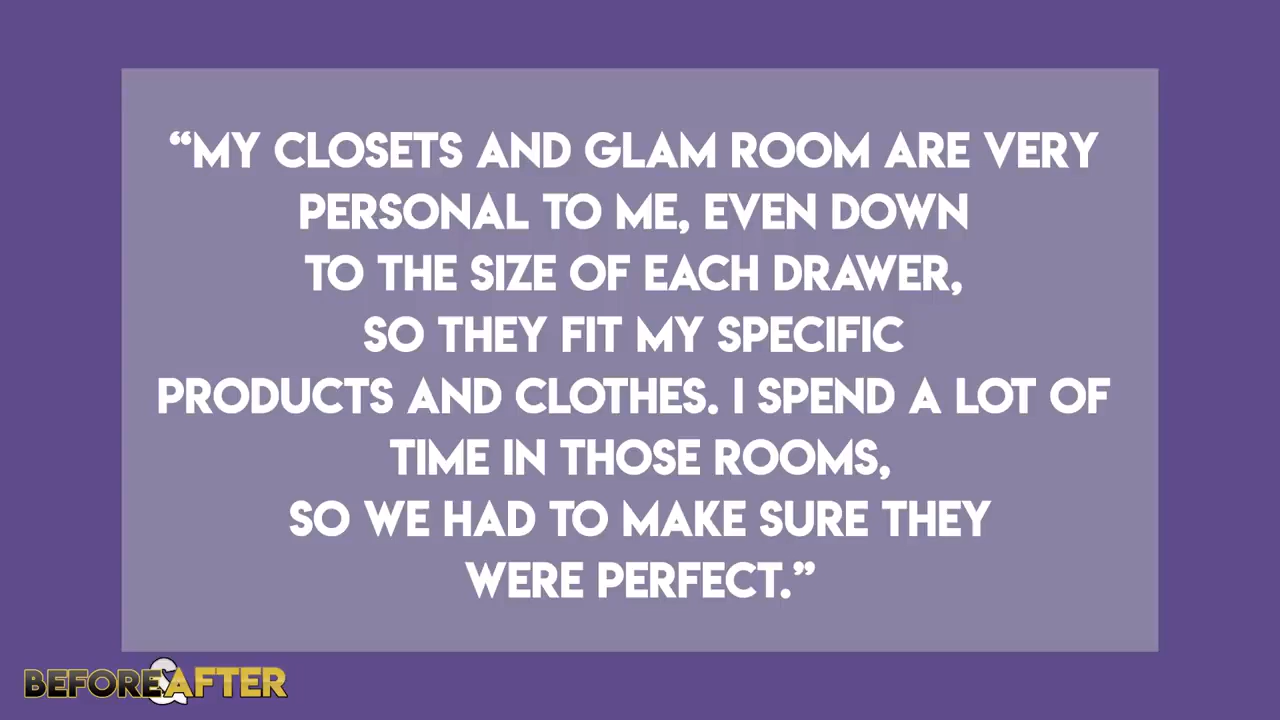 “MY CLOSETS AND GLAM ROOM ARE VERY
PERSONAL TO ME, EVEN DOWN
TO THE SIZE OF EACH DRAWER,
SO THEY FIT MY SPECIFIC
PRODUCTS AND CLOTHES. I SPEND A LOT OF
TIME IN THOSE ROOMS,
SO WE HAD TO MAKE SURE THEY
WERE PERFECT.”
BEFORE & AFTER